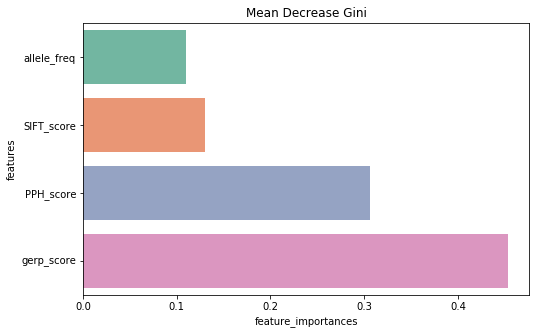 Mean Decrease Gini
features
allele_freq
SIFT_score
PPH_score
gerp_score
0.0 0.1 0.2 0.3 0.4
feature_importances